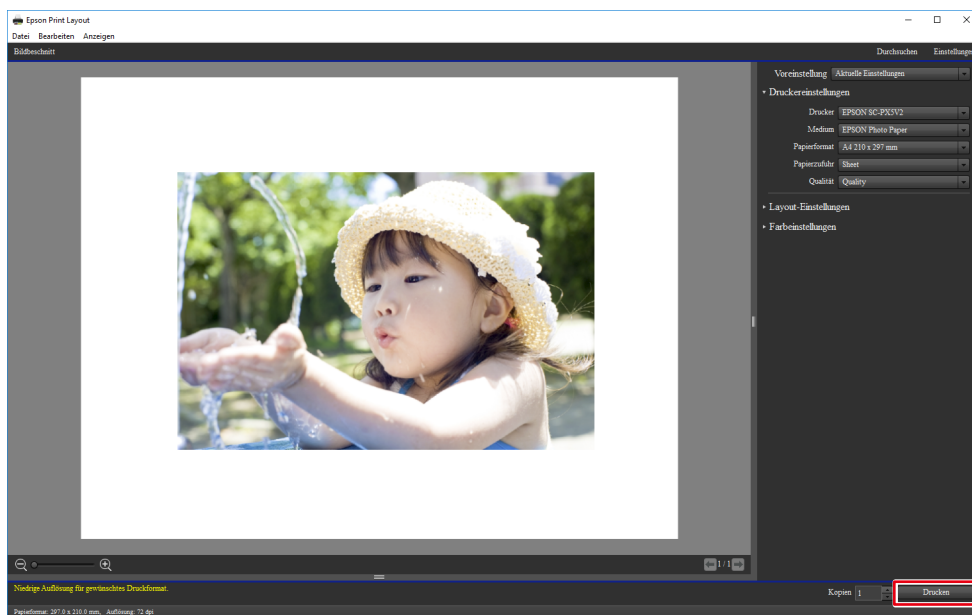 Epson Print Layout
Datei Bearbeiten Anzeigen
Bildbeschnitt Durchsuchen Einstellunge
Voreinstellung Aktuelle Einstellungen
Druckereinstellungen
Drucker EPSON SC-PX5V2
Medium EPSON Photo Paper
Papierformat A4 210 x 297 mm
Papierzufuhr Sheet
Qualität Quality
Layout-Einstellungen
Farbeinstellungen
1 / 1
Niedrige Auflösung für gewünschtes Druckformat.
Kopien 1 Drucken
Papierformat: 297.0 x 210.0 mm, Auflösung: 72 dpi